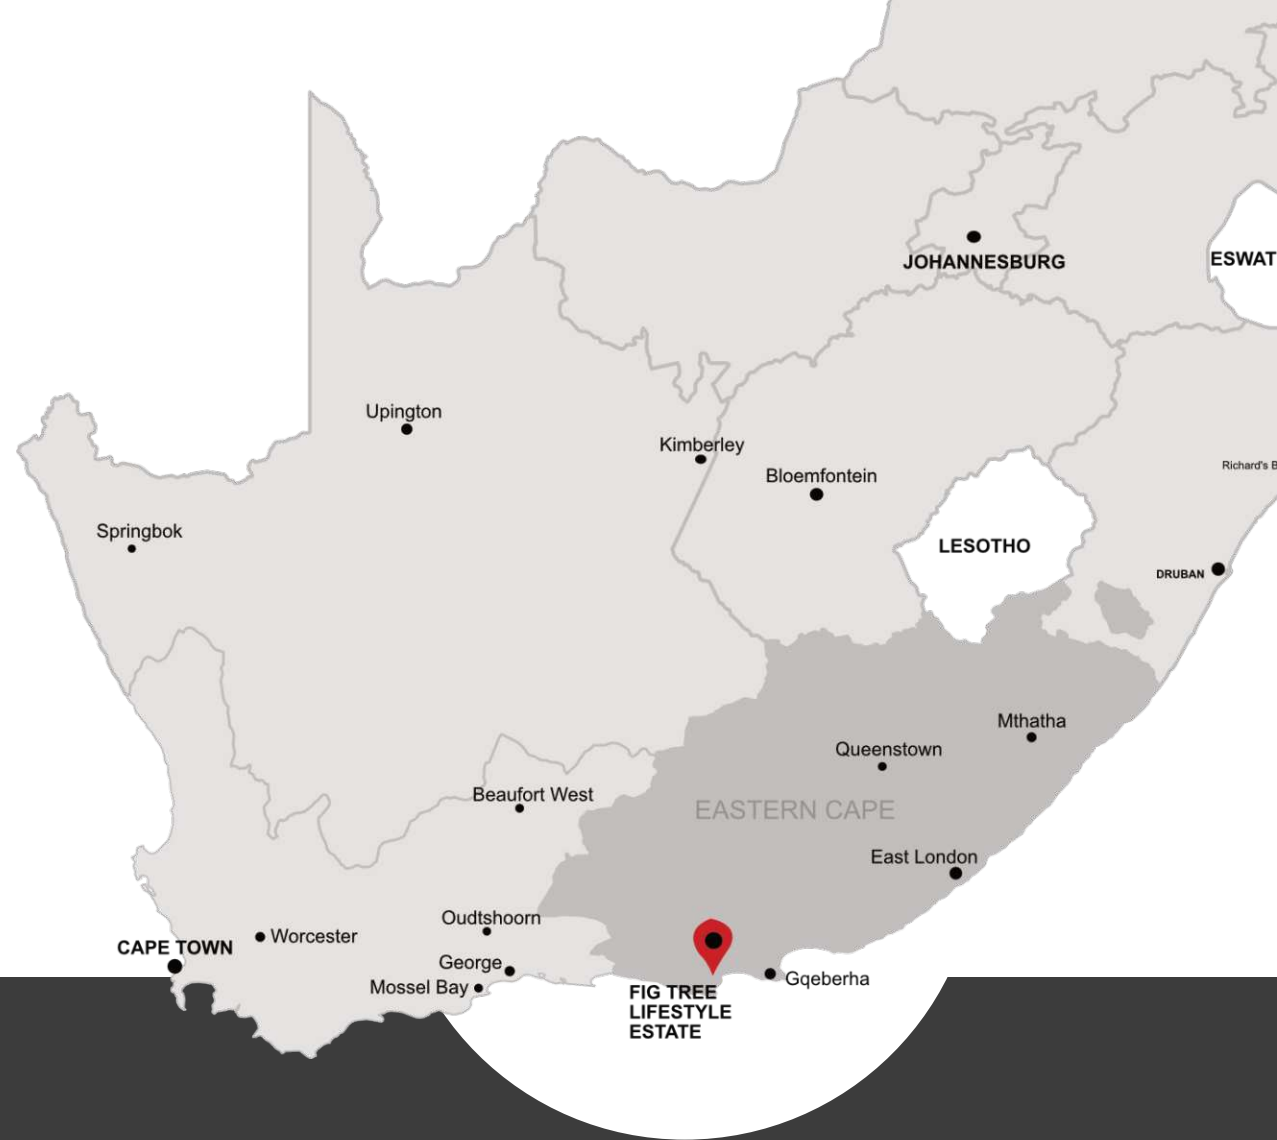 JOHANNESBURG
ESWAT
Upington
Kimberley
Richard's B
Bloemfontein
Springbok
LESOTHO
DRUBAN
Mthatha
Queenstown
Beaufort West
EASTERN CAPE
East London
Oudtshoorn
Worcester
CAPE TOWN
George
Gqeberha
Mossel Bay
FIG TREE
LIFESTYLE
ESTATE